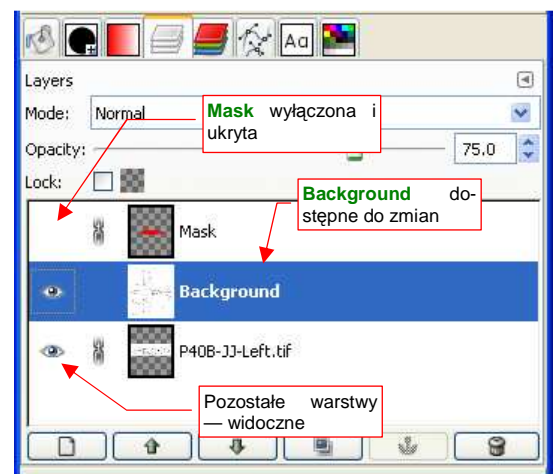 Aa
Layers
Mode: Normal
Mask wyłączona i
ukryta
Opacity: 75.0
Lock:
Background do-
stępne do zmian
Mask
Background
P40B-JJ-Left.tif
Pozostałe warstwy
— widoczne